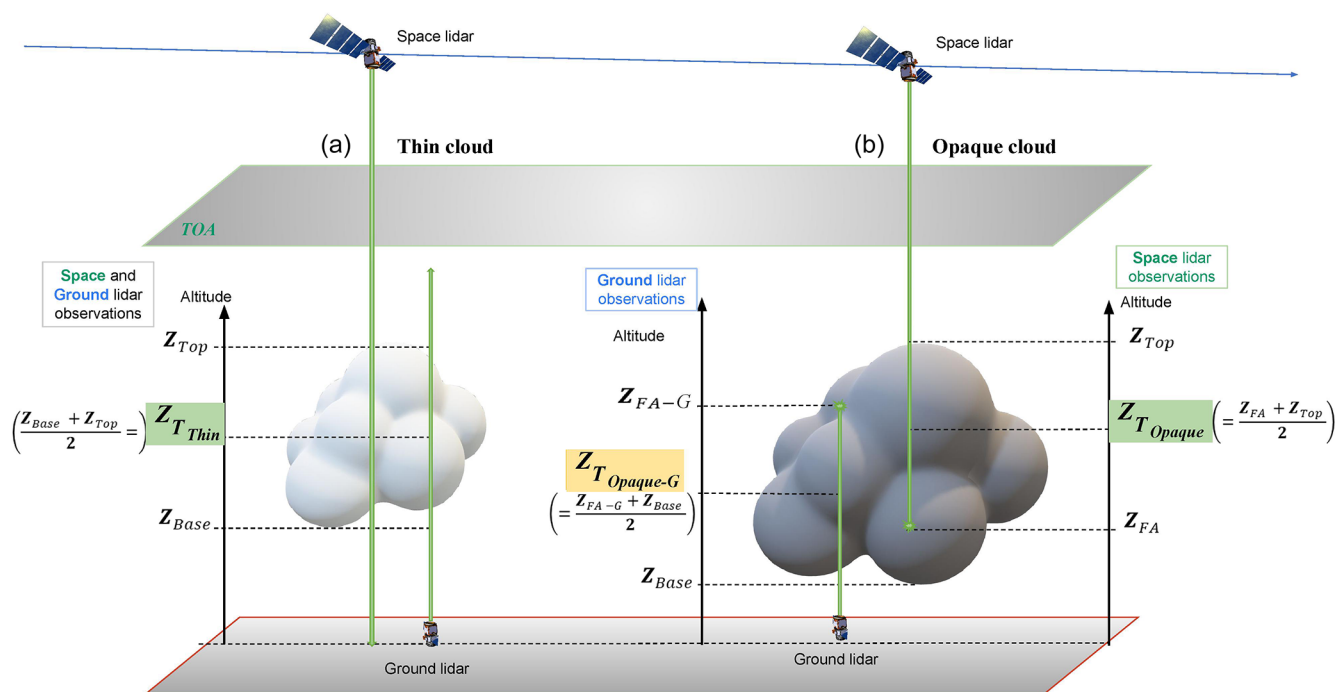 Space lidar
Space lidar
(a) Thin cloud
(b) Opaque cloud
TOA
Space and
Ground lidar
observations
Altitude
Z_Top
(Z_Base + Z_Top / 2 =) Z_T_Thin
Z_Base
Ground lidar
Ground lidar
observations
Altitude
Z_FA−G
Z_T_Opaque-G
(= Z_FA−G + Z_Base / 2)
Z_Base
Ground lidar
Space lidar
observations
Altitude
Z_Top
Z_T_Opaque (= Z_FA + Z_Top / 2)
Z_FA